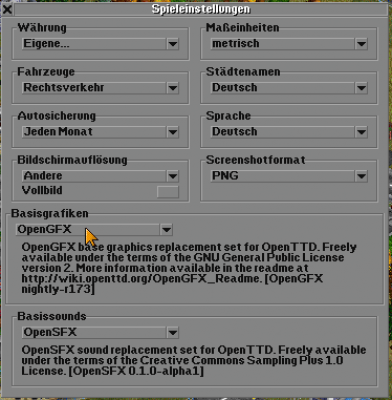 Spieleinstellungen
Währung
Eigene...
Maßeinheiten
metrisch
Fahrzeuge
Rechtsverkehr
Städtenamen
Deutsch
Autosicherung
Jeden Monat
Sprache
Deutsch
Bildschirmauflösung
Andere
Vollbild
Screenshotformat
PNG
Basisgrafiken
OpenGFX
OpenGFX base graphics replacement set for OpenTTD. Freely
available under the terms of the GNU General Public License
version 2. More information available in the readme at
http://wiki.openttd.org/OpenGFX_Readme. [OpenGFX
nightly-r173]
Basissounds
OpenSFX
OpenSFX sound replacement set for OpenTTD. Freely available
under the terms of the Creative Commons Sampling Plus 1.0
License. [OpenSFX 0.1.0-alpha1]